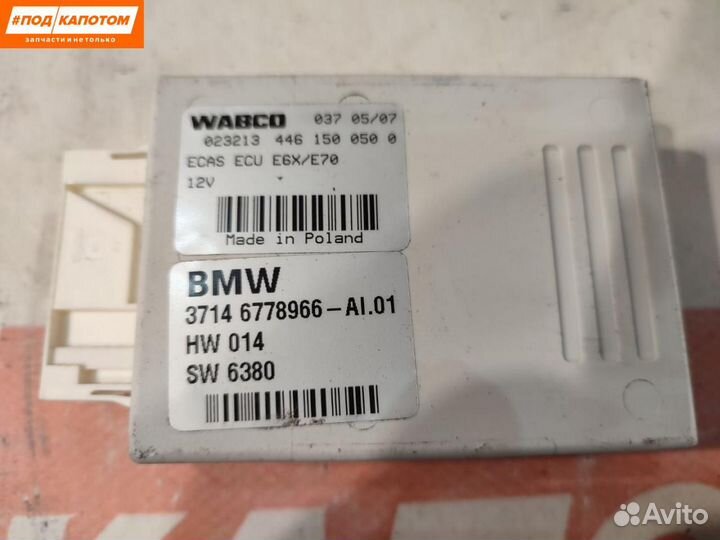 #ПОД КАПОТОМ
запчасти и не только
WABCO 037 05/07
023213 446 150 050 0
ECAS ECU E6X/E70
12V
Made in Poland
BMW
3714 6778966-AI.01
HW 014
SW 6380
Avito